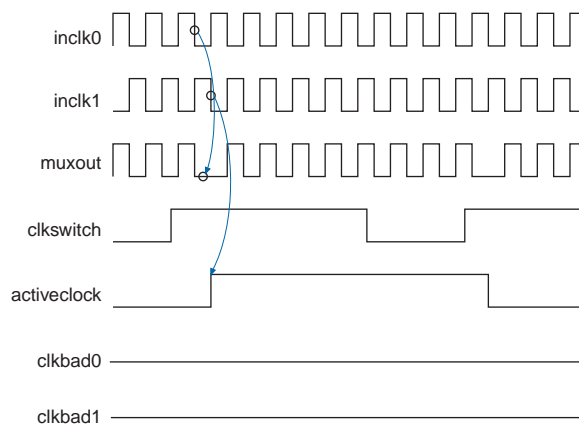 inclk0
inclk1
muxout
clkswitch
activeclock
clkbad0
clkbad1